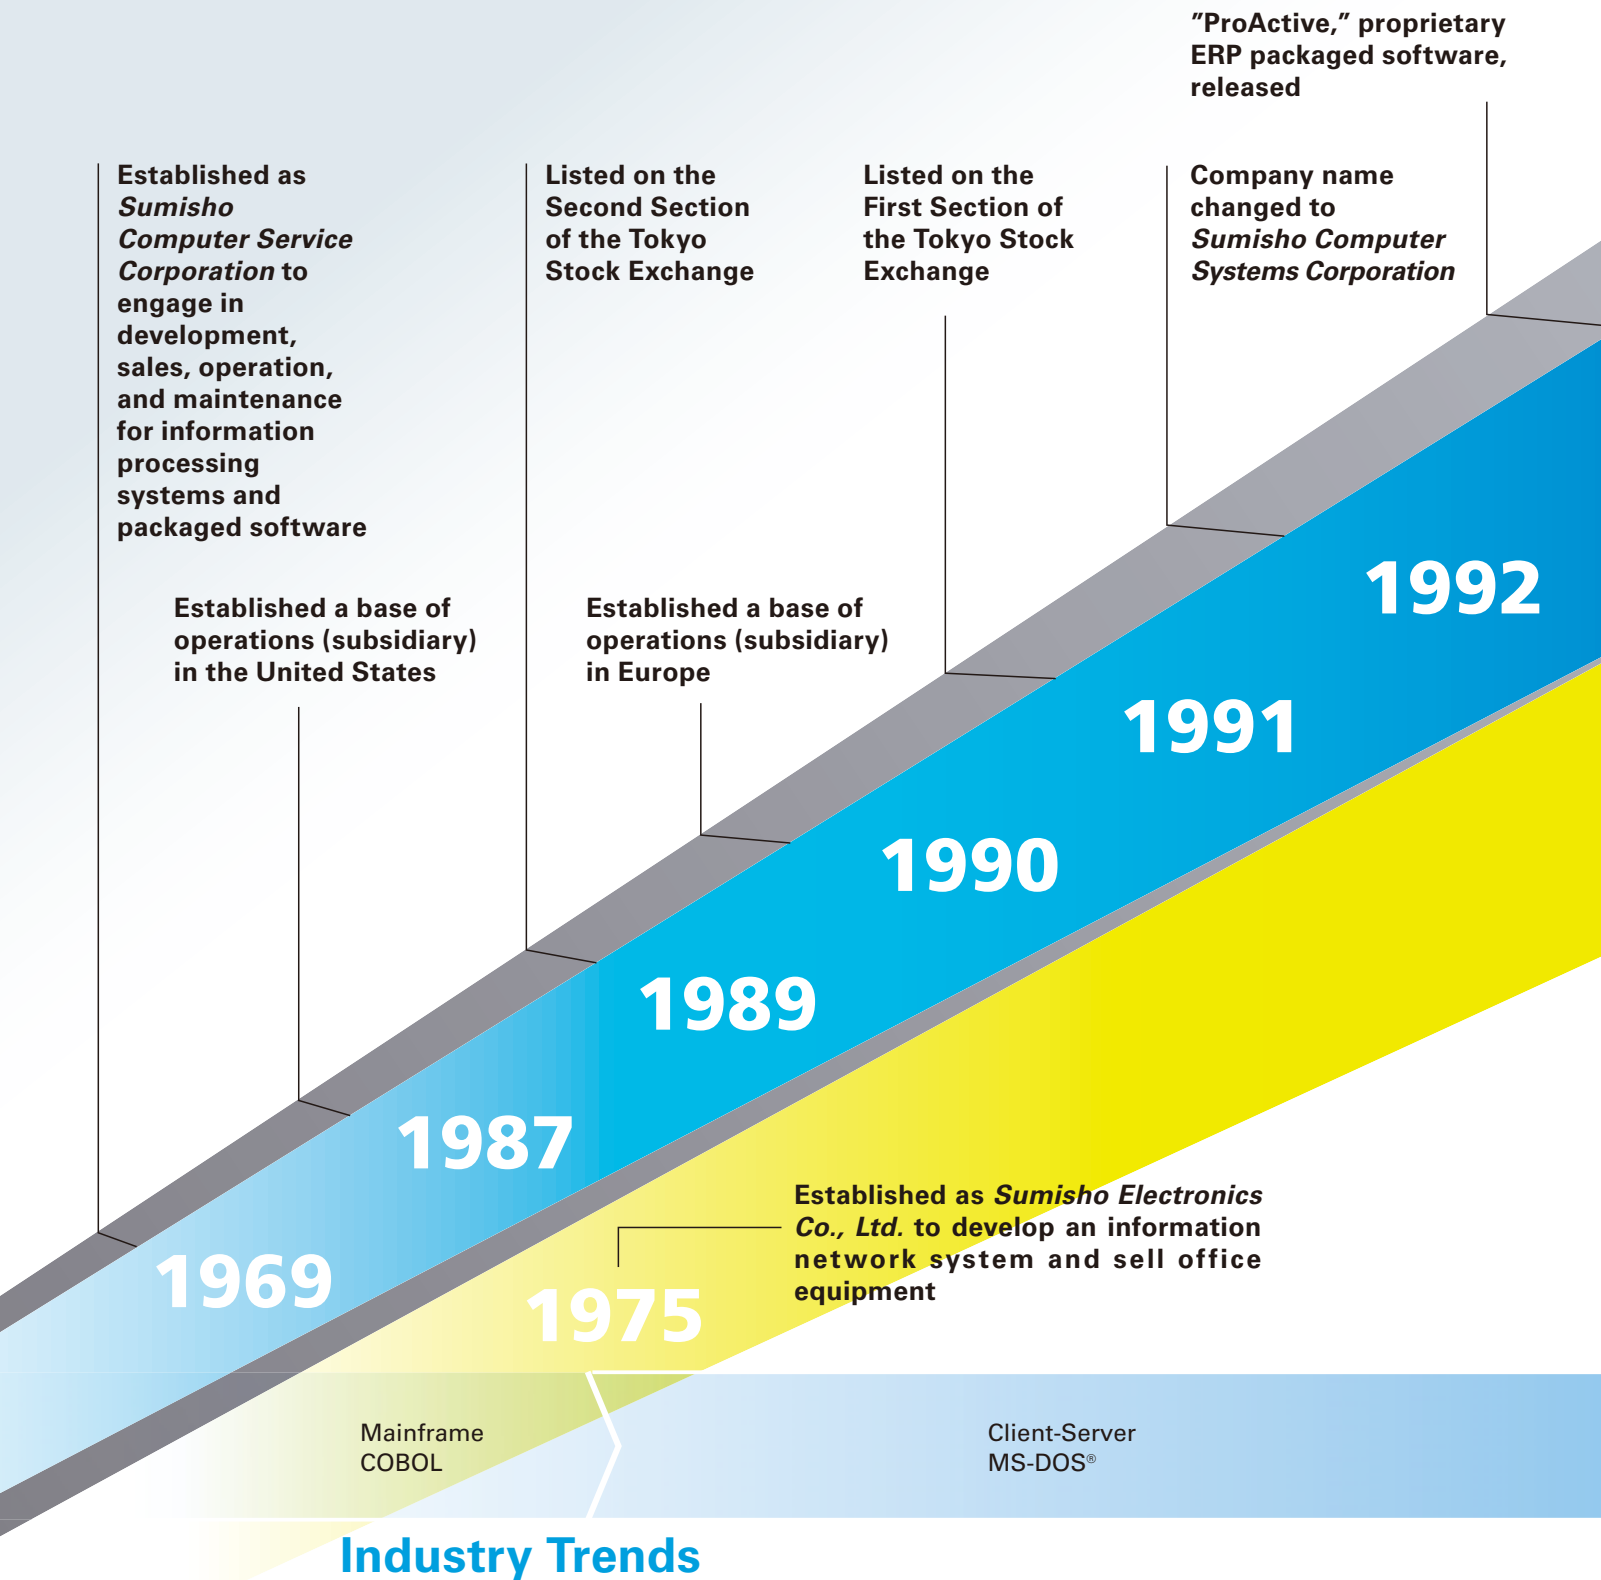 ”ProActive,” proprietary
ERP packaged software,
released
Established as
Sumisho
Computer Service
Corporation to
engage in
development,
sales, operation,
and maintenance
for information
processing
systems and
packaged software
Listed on the
Second Section
of the Tokyo
Stock Exchange
Listed on the
First Section of
the Tokyo Stock
Exchange
Company name
changed to
Sumisho Computer
Systems Corporation
Established a base of
operations (subsidiary)
in the United States
Established a base of
operations (subsidiary)
in Europe
1992
1991
1990
1989
1987
1969
Established as Sumisho Electronics
Co., Ltd. to develop an information
network system and sell office
equipment
1975
Mainframe
COBOL
Client-Server
MS-DOS®
Industry Trends